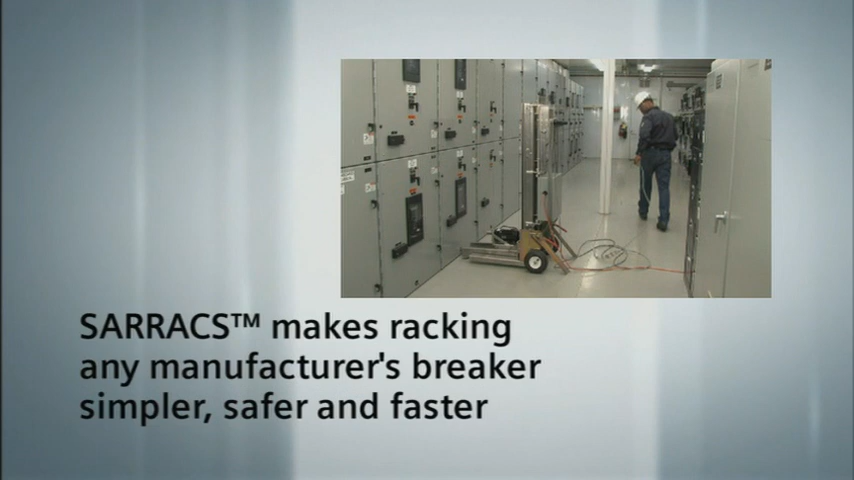 SARRACS™ makes racking
any manufacturer's breaker
simpler, safer and faster